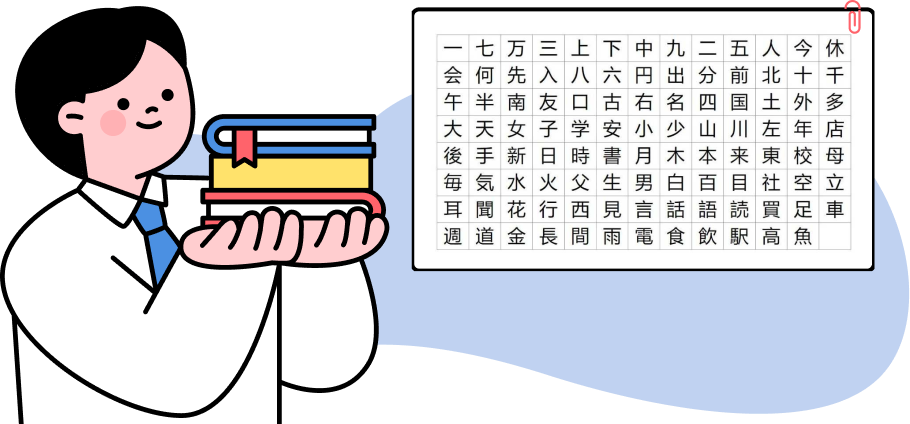 一 七 万 三 上 下 中 九 二 五 人 今 休
会 何 先 入 八 六 円 出 分 前 北 十 千
午 半 南 友 口 古 右 名 四 国 土 外 多
大 天 女 子 学 安 小 少 山 川 左 年 店
後 手 新 日 時 書 月 木 本 来 東 校 母
毎 気 水 火 父 生 男 白 百 目 社 空 立
耳 聞 花 行 西 見 言 話 語 読 買 足 車
週 道 金 長 間 雨 電 食 飲 駅 高 魚